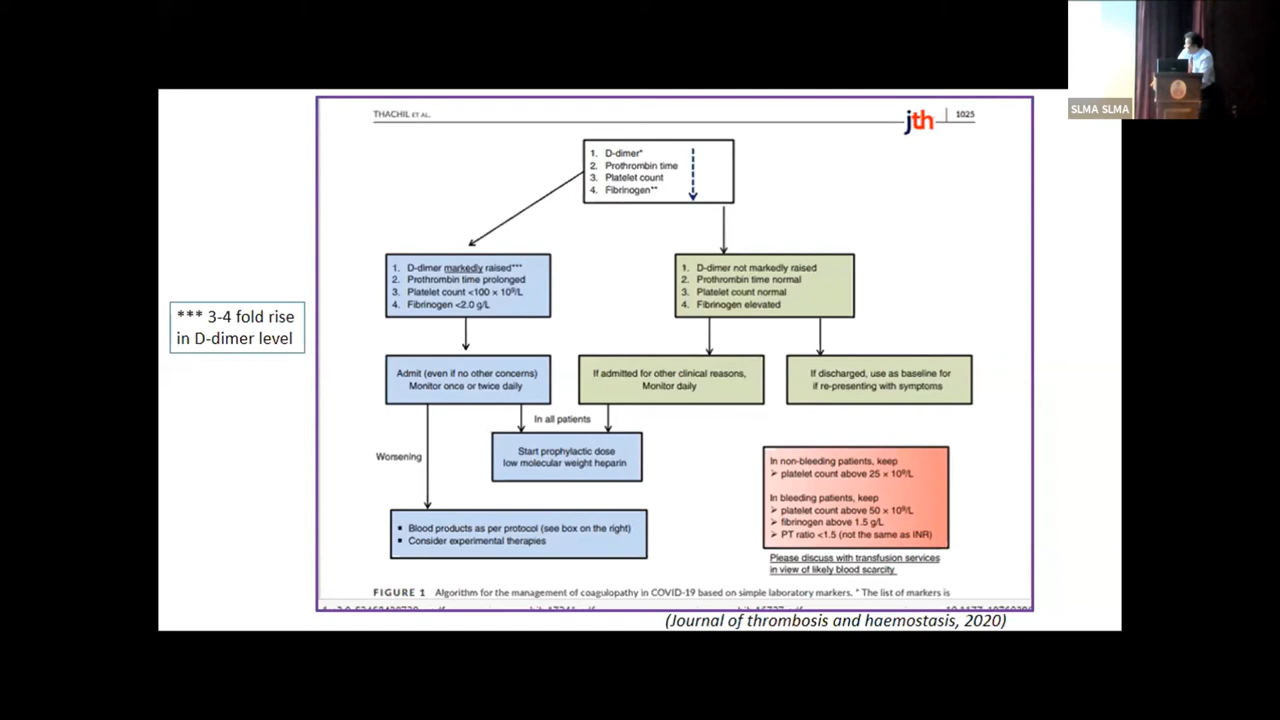 SLMA SLMA
THACHIL ET AL.
jth
1025
1. D-dimer*
2. Prothrombin time
3. Platelet count
4. Fibrinogen**
1. D-dimer markedly raised***
2. Prothrombin time prolonged
3. Platelet count <100 x 10⁹/L
4. Fibrinogen <2.0 g/L
1. D-dimer not markedly raised
2. Prothrombin time normal
3. Platelet count normal
4. Fibrinogen elevated
*** 3-4 fold rise
in D-dimer level
Admit (even if no other concerns)
Monitor once or twice daily
If admitted for other clinical reasons,
Monitor daily
If discharged, use as baseline for
if re-presenting with symptoms
In all patients
Worsening
Start prophylactic dose
low molecular weight heparin
▪ Blood products as per protocol (see box on the right)
▪ Consider experimental therapies
In non-bleeding patients, keep
➢ platelet count above 25 x 10⁹/L
In bleeding patients, keep
➢ platelet count above 50 x 10⁹/L
➢ fibrinogen above 1.5 g/L
➢ PT ratio <1.5 (not the same as INR)
Please discuss with transfusion services
in view of likely blood scarcity
FIGURE 1 Algorithm for the management of coagulopathy in COVID-19 based on simple laboratory markers. * The list of markers is
(Journal of thrombosis and haemostasis, 2020)